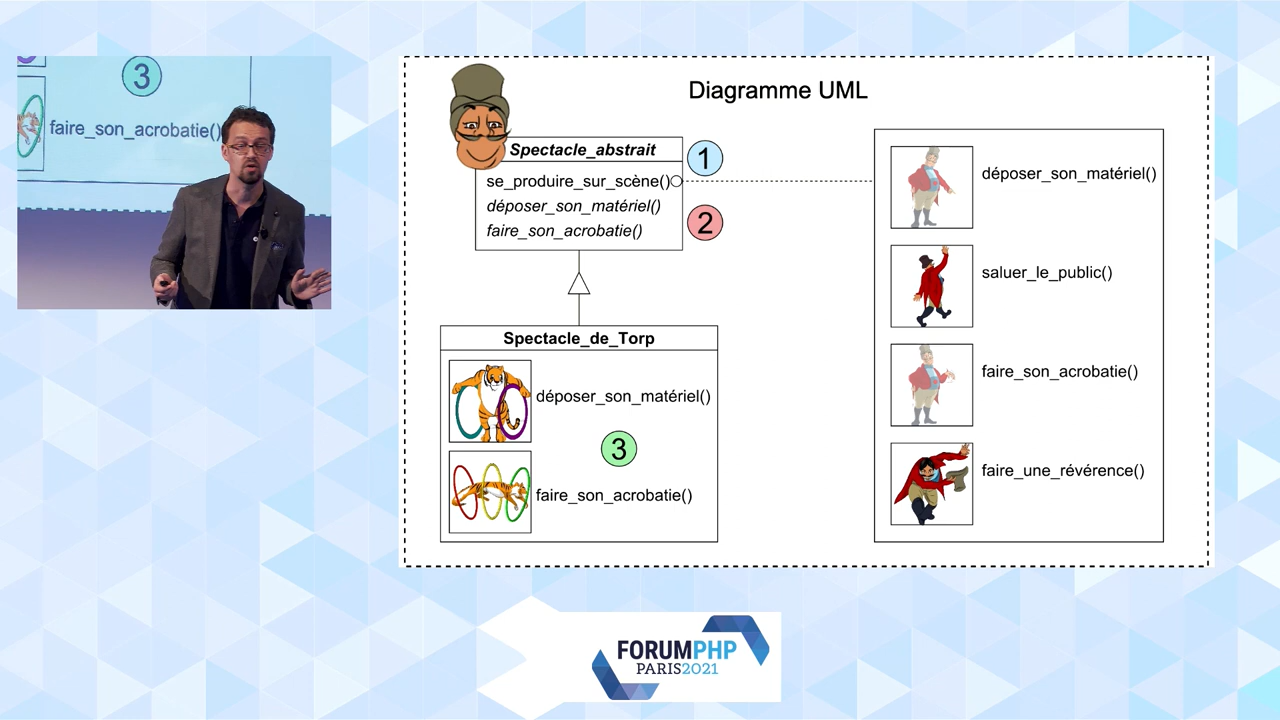 3
faire_son_acrobatie()
Diagramme UML
Spectacle_abstrait
1
se_produire_sur_scène()
déposer_son_matériel()
2
faire_son_acrobatie()
Spectacle_de_Torp
déposer_son_matériel()
3
faire_son_acrobatie()
déposer_son_matériel()
saluer_le_public()
faire_son_acrobatie()
faire_une_révérence()
FORUMPHP
PARIS2021